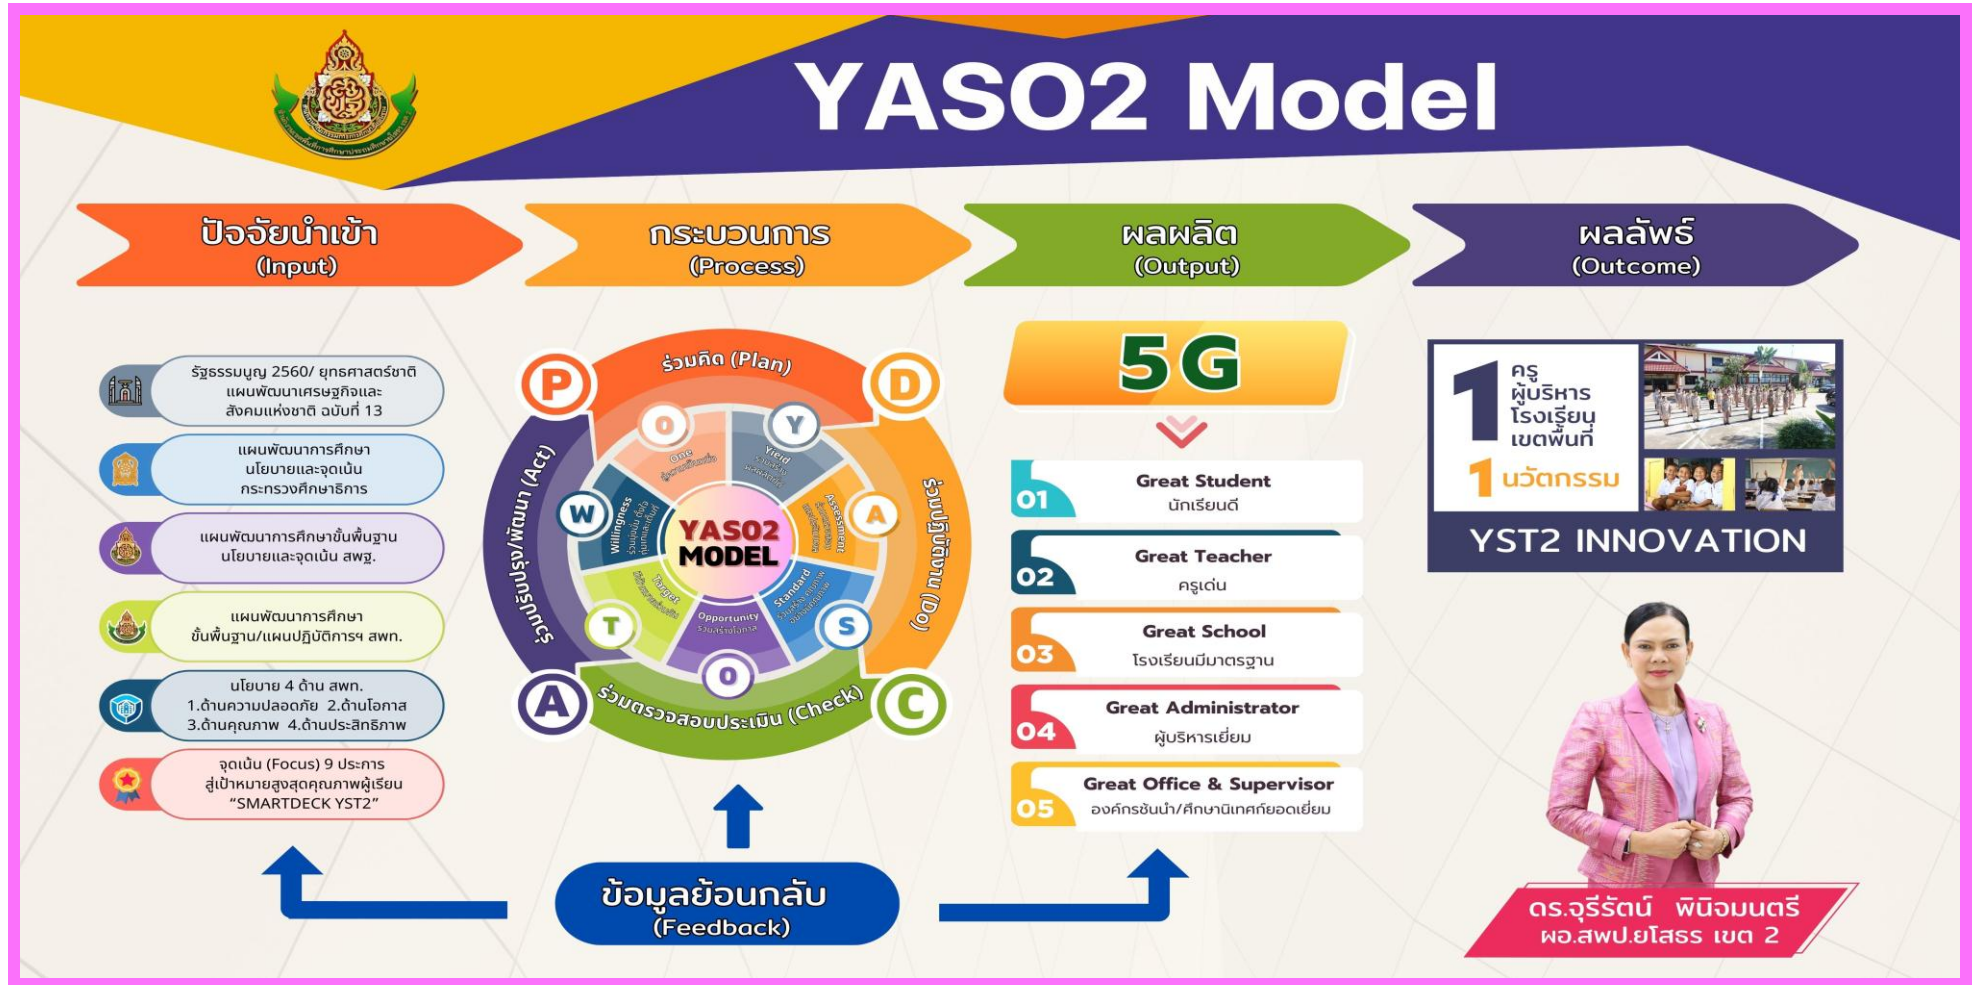 YASO2 Model
ปัจจัยนำเข้า
(Input)
กระบวนการ
(Process)
ผลผลิต
(Output)
ผลลัพธ์
(Outcome)
รัฐธรรมนูญ 2560/ ยุทธศาสตร์ชาติ
แผนพัฒนาเศรษฐกิจและ
สังคมแห่งชาติ ฉบับที่ 13
แผนพัฒนาการศึกษา
นโยบายและจุดเน้น
กระทรวงศึกษาธิการ
แผนพัฒนาการศึกษาขั้นพื้นฐาน
นโยบายและจุดเน้น สพฐ.
แผนพัฒนาการศึกษา
ขั้นพื้นฐาน/แผนปฏิบัติการฯ สพท.
นโยบาย 4 ด้าน สพท.
1.ด้านความปลอดภัย 2.ด้านโอกาส
3.ด้านคุณภาพ 4.ด้านประสิทธิภาพ
จุดเน้น (Focus) 9 ประการ
สู่เป้าหมายสูงสุดคุณภาพผู้เรียน
“SMARTDECK YST2”
P
ร่วมคิด (Plan)
D
ร่วมปฏิบัติงาน (Do)
C
ร่วมตรวจสอบประเมิน (Check)
A
ร่วมปรับปรุง/พัฒนา (Act)
Y
Yield
A
Assessment
S
Standard
O
Opportunity
ร่วมสร้างโอกาส
T
Target
W
Willingness
O
One
YASO2
MODEL
5G
01
Great Student
นักเรียนดี
02
Great Teacher
ครูเด่น
03
Great School
โรงเรียนมีมาตรฐาน
04
Great Administrator
ผู้บริหารเยี่ยม
05
Great Office & Supervisor
องค์กรชั้นนำ/ศึกษานิเทศก์ยอดเยี่ยม
1
ครู
ผู้บริหาร
โรงเรียน
เขตพื้นที่
1 นวัตกรรม
YST2 INNOVATION
ข้อมูลย้อนกลับ
(Feedback)
ดร.จุรีรัตน์ พินิจมนตรี
ผอ.สพป.ยโสธร เขต 2